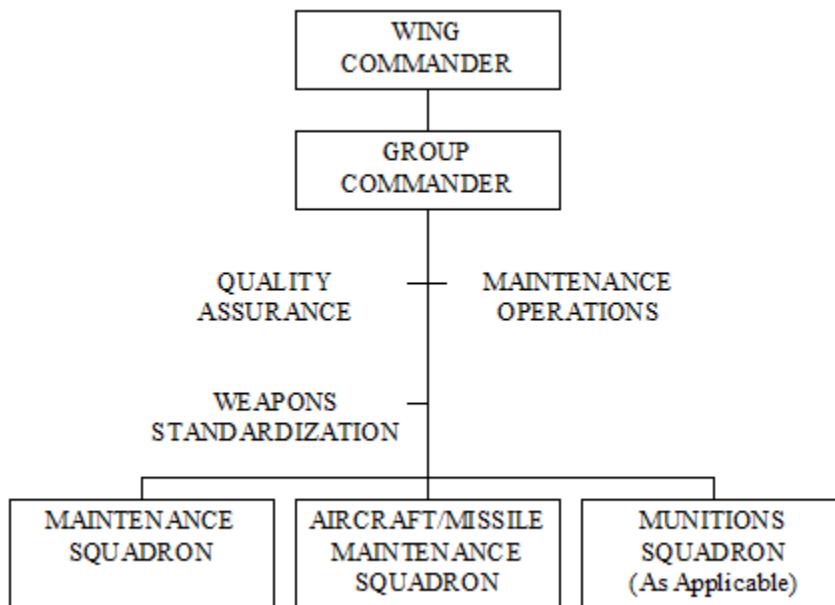 WING
COMMANDER
GROUP
COMMANDER
QUALITY
ASSURANCE
MAINTENANCE
OPERATIONS
WEAPONS
STANDARDIZATION
MAINTENANCE
SQUADRON
AIRCRAFT/MISSILE
MAINTENANCE
SQUADRON
MUNITIONS
SQUADRON
(As Applicable)